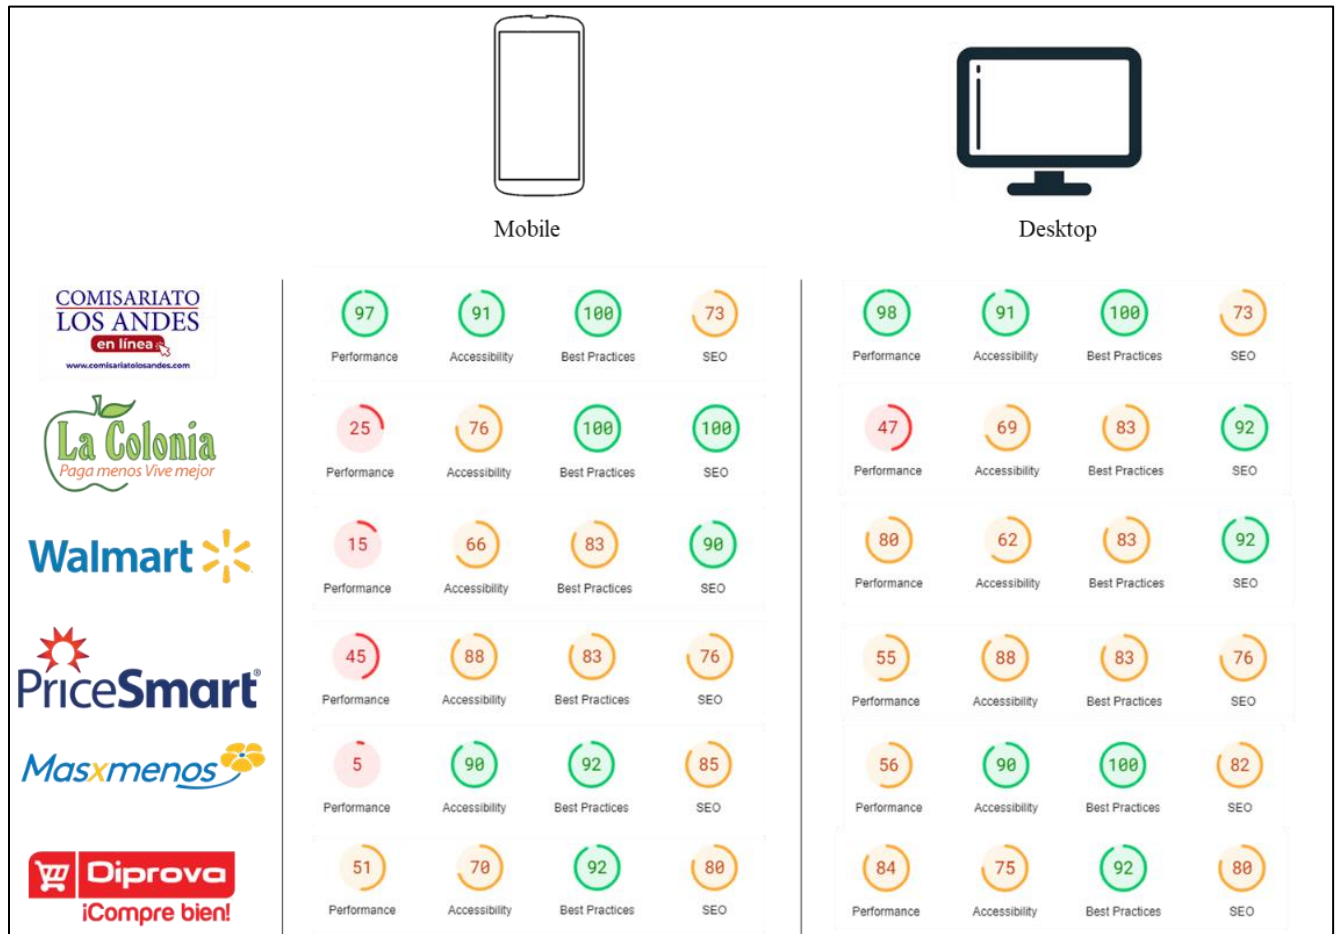 Mobile Desktop
COMISARIATO
LOS ANDES
en línea
www.comisariatolosandes.com
97 91 100 73 98 91 100 73
Performance Accessibility Best Practices SEO Performance Accessibility Best Practices SEO
La Colonia
Paga menos Vive mejor
25 76 100 100 47 69 83 92
Performance Accessibility Best Practices SEO Performance Accessibility Best Practices SEO
Walmart
15 66 83 90 80 62 83 92
Performance Accessibility Best Practices SEO Performance Accessibility Best Practices SEO
PriceSmart®
45 88 83 76 55 88 83 76
Performance Accessibility Best Practices SEO Performance Accessibility Best Practices SEO
Masxmenos
5 90 92 85 56 90 100 82
Performance Accessibility Best Practices SEO Performance Accessibility Best Practices SEO
Diprova
¡Compre bien!
51 70 92 80 84 75 92 80
Performance Accessibility Best Practices SEO Performance Accessibility Best Practices SEO